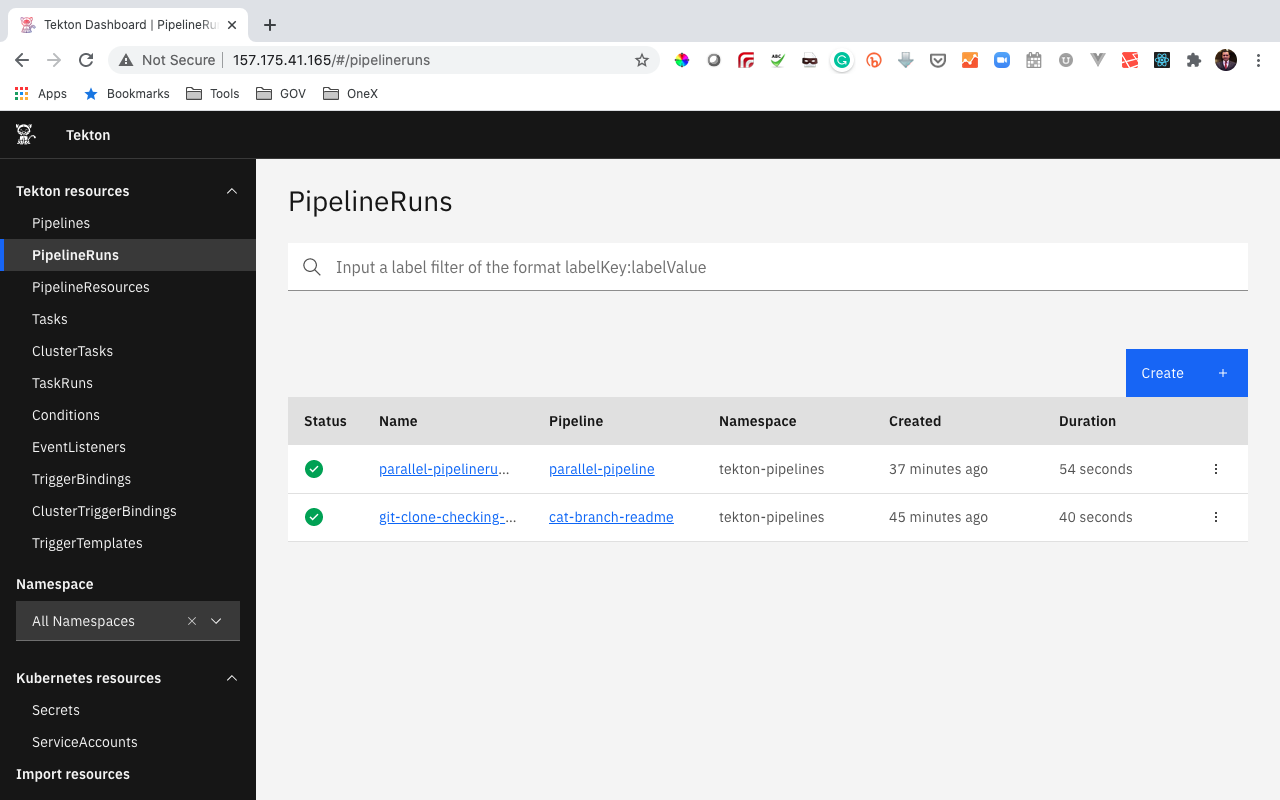 Tekton Dashboard | PipelineRu
Not Secure 157.175.41.165/#/pipelineruns
Apps Bookmarks Tools GOV OneX
Tekton
Tekton resources
Pipelines
PipelineRuns
PipelineResources
Tasks
ClusterTasks
TaskRuns
Conditions
EventListeners
TriggerBindings
ClusterTriggerBindings
TriggerTemplates
Namespace
All Namespaces
Kubernetes resources
Secrets
ServiceAccounts
Import resources
PipelineRuns
Input a label filter of the format labelKey:labelValue
Create +
Status Name Pipeline Namespace Created Duration
parallel-pipelineru... parallel-pipeline tekton-pipelines 37 minutes ago 54 seconds
git-clone-checking-... cat-branch-readme tekton-pipelines 45 minutes ago 40 seconds